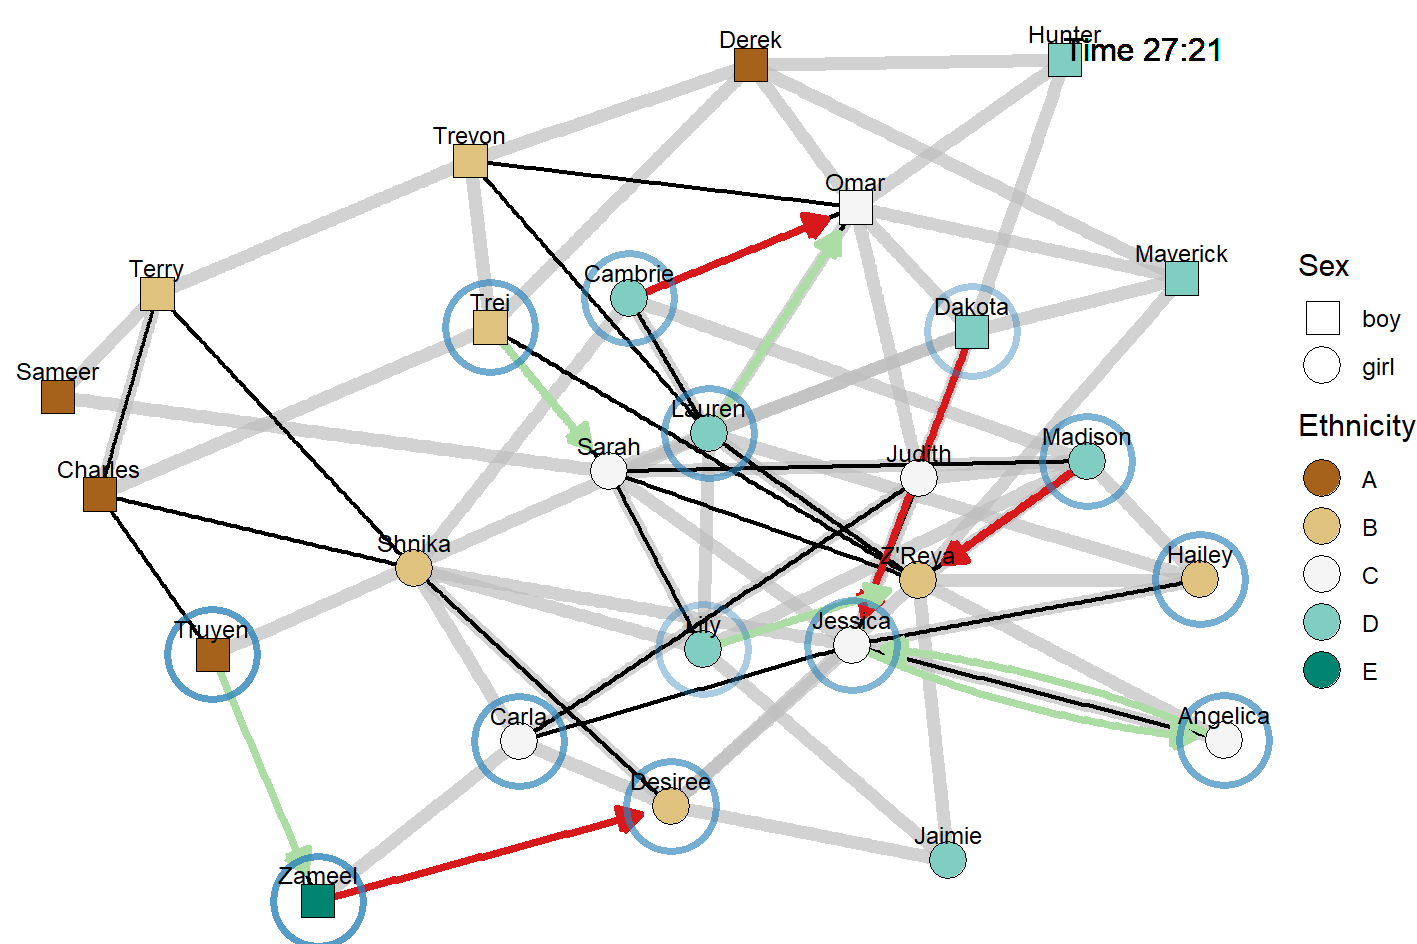 Derek
Hunter
Time 27:21
Trevon
Omar
Maverick
Terry
Cambrie
Trei
Dakota
Sameer
Lauren
Sarah
Judith
Madison
Charles
Shnika
Z'Reya
Hailey
Thuyen
Lily
Jessica
Carla
Angelica
Desiree
Jaimie
Zameel
Sex
boy
girl
Ethnicity
A
B
C
D
E